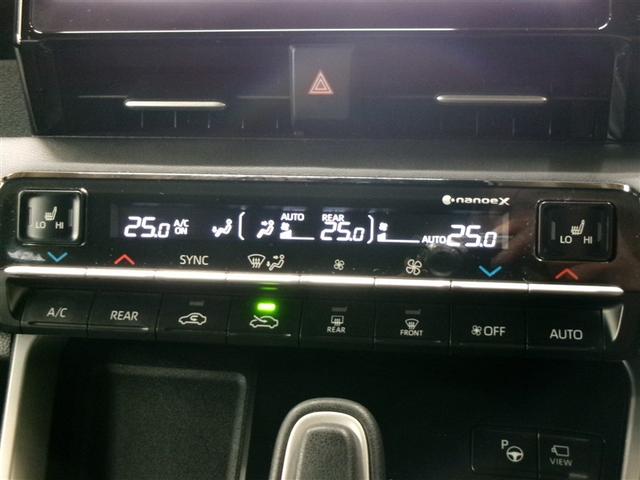 nanoeX
LO HI
25.0 A/C ON AUTO REAR 25.0 AUTO 25.0
LO HI
SYNC
A/C REAR REAR FRONT OFF AUTO
P VIEW